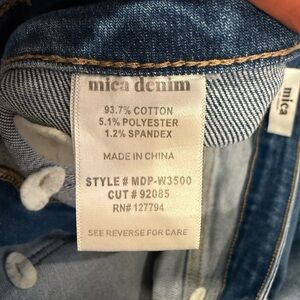 mica denim
93.7% COTTON
5.1% POLYESTER
1.2% SPANDEX
MADE IN CHINA
STYLE # MDP-W3500
CUT # 92085
RN# 127794
SEE REVERSE FOR CARE
mica